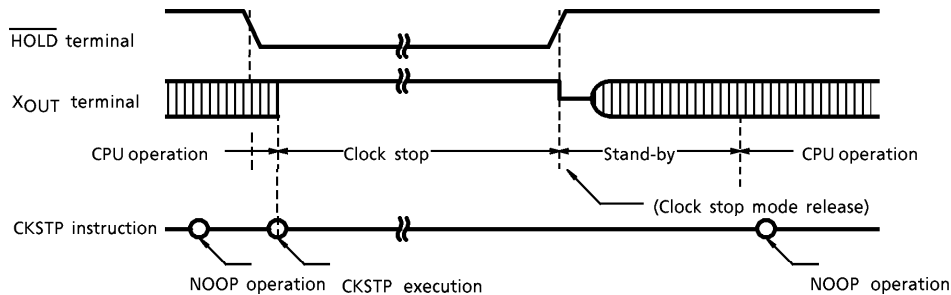 HOLD terminal
XOUT terminal
CPU operation
Clock stop
Stand-by
CPU operation
(Clock stop mode release)
CKSTP instruction
NOOP operation
CKSTP execution
NOOP operation